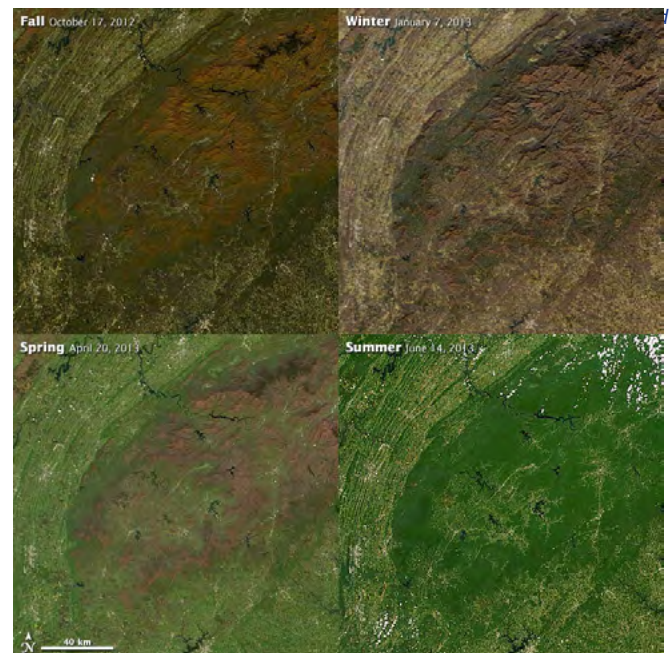 Fall October 17, 2012
Winter January 7, 2013
Spring April 20, 2013
Summer June 14, 2013
N
40 km